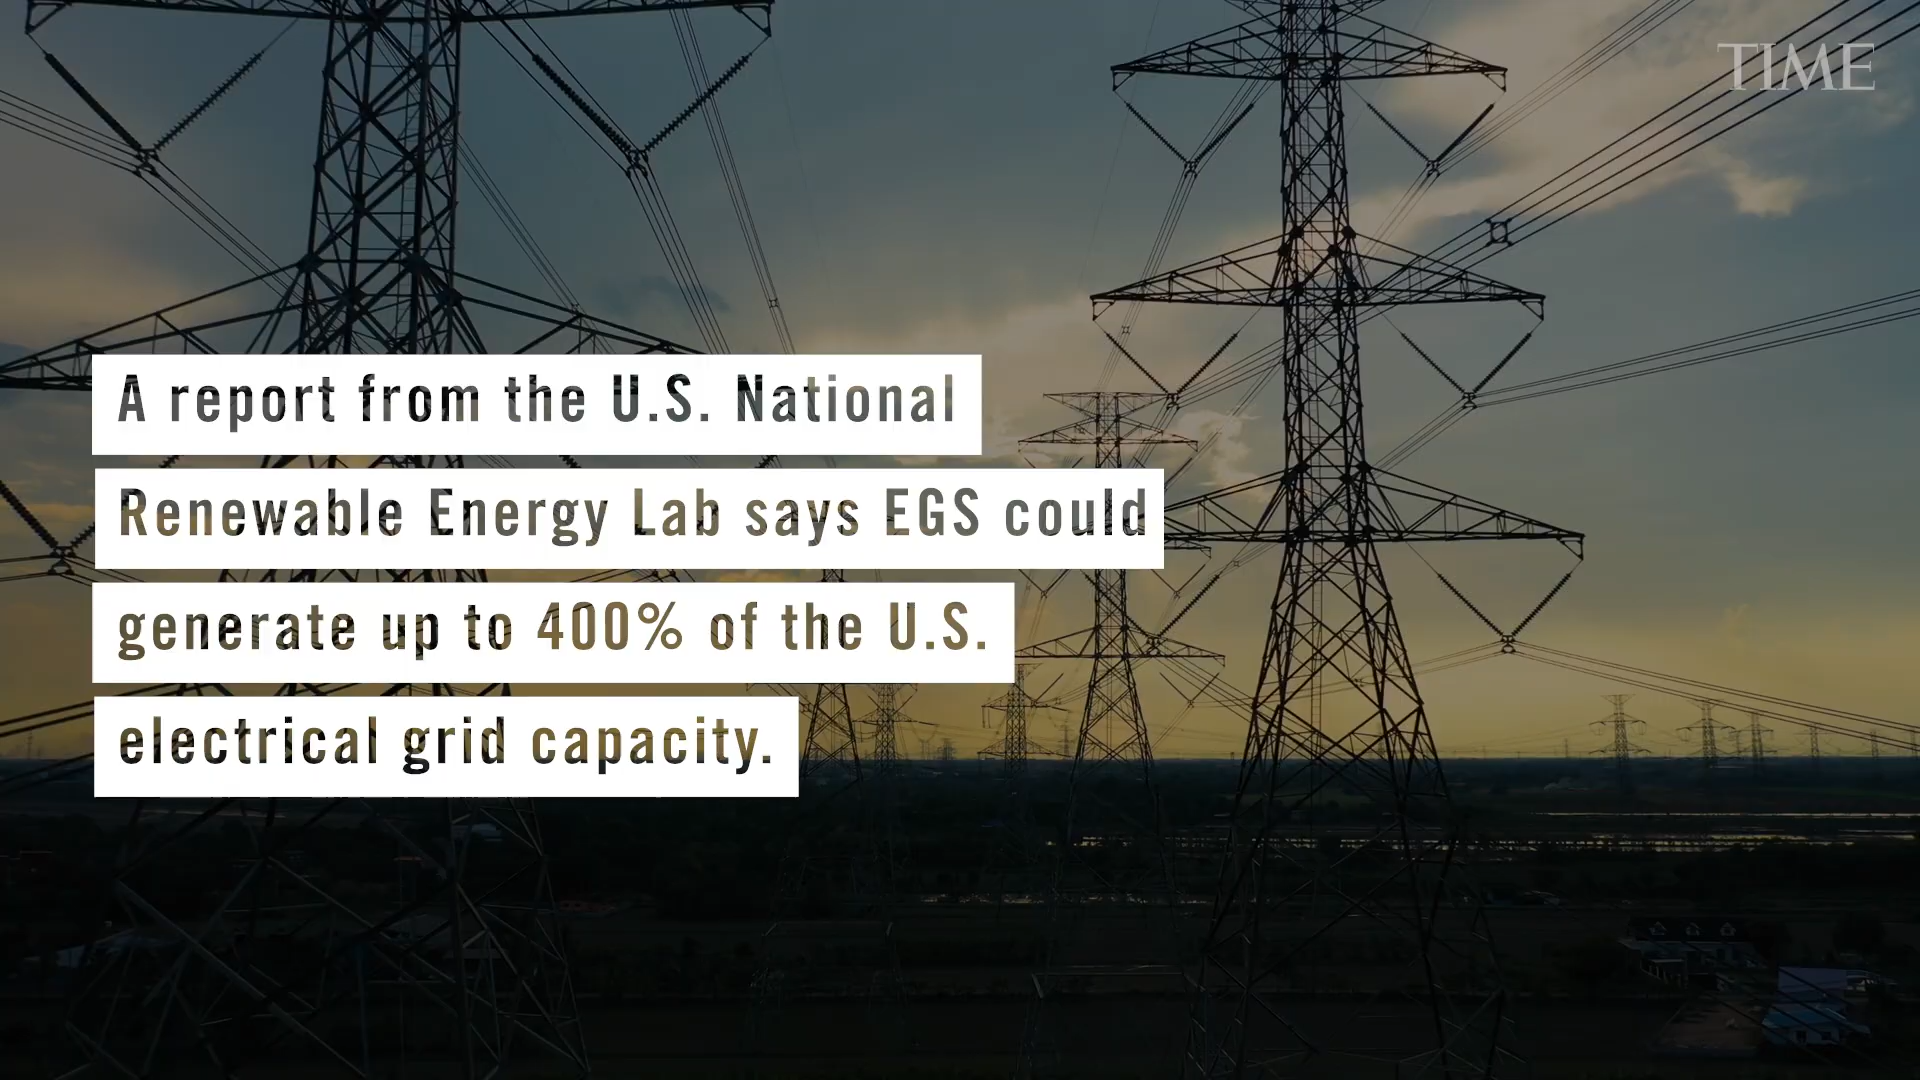 TIME
A report from the U.S. National
Renewable Energy Lab says EGS could
generate up to 400% of the U.S.
electrical grid capacity.